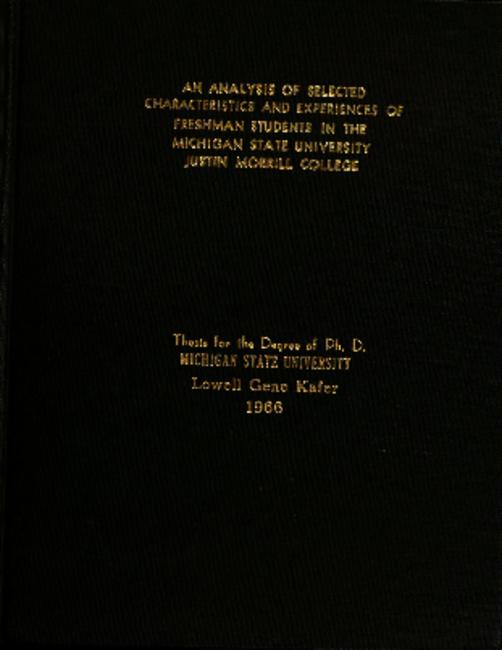 AN ANALYSIS OF SELECTED
CHARACTERISTICS AND EXPERIENCES OF
FRESHMAN STUDENTS IN THE
MICHIGAN STATE UNIVERSITY
JUSTIN MORRILL COLLEGE
Thesis for the Degree of Ph. D.
MICHIGAN STATE UNIVERSITY
Lowell Gene Kafer
1966